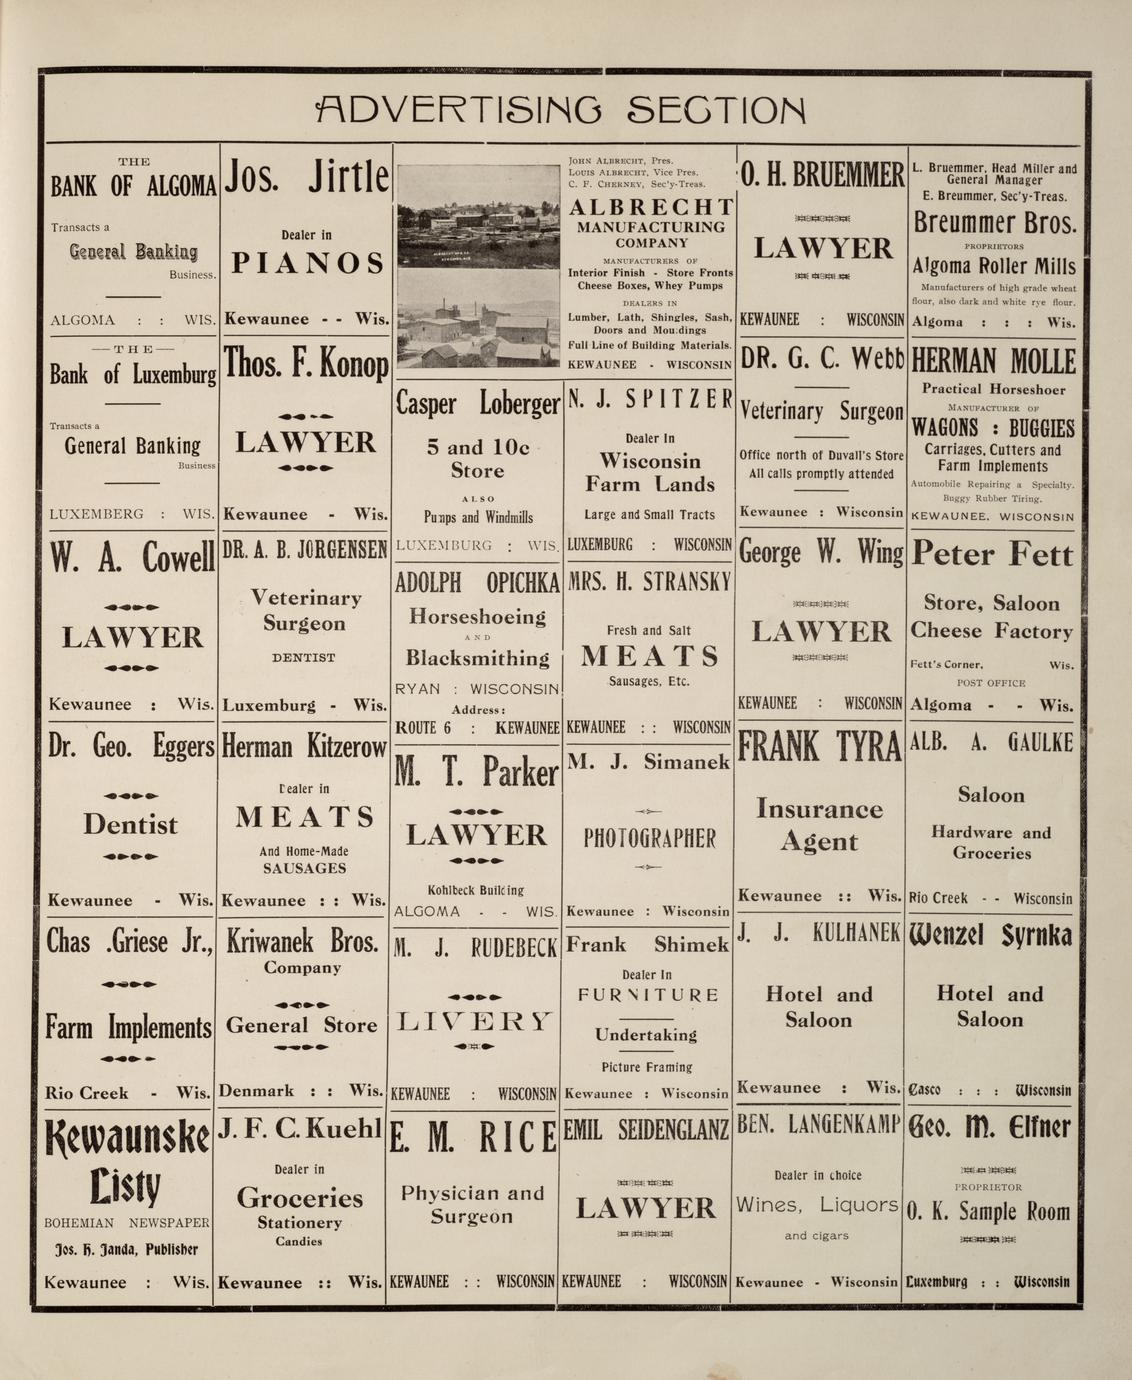 ADVERTISING SECTION
THE
BANK OF ALGOMA
Transacts a
General Banking
Business.
ALGOMA : : WIS.
—THE—
Bank of Luxemburg
Transacts a
General Banking
Business
LUXEMBERG : WIS.
W. A. Cowell
LAWYER
Kewaunee : Wis.
Dr. Geo. Eggers
Dentist
Kewaunee - Wis.
Chas .Griese Jr.,
Farm Implements
Rio Creek - Wis.
Kewaunske
Listy
BOHEMIAN NEWSPAPER
Jos. H. Janda, Publisher
Kewaunee : Wis.
Jos. Jirtle
Dealer in
PIANOS
Kewaunee - - Wis.
Thos. F. Konop
LAWYER
Kewaunee - Wis.
DR. A. B. JORGENSEN
Veterinary
Surgeon
DENTIST
Luxemburg - Wis.
Herman Kitzerow
Dealer in
MEATS
And Home-Made
SAUSAGES
Kewaunee : : Wis.
Kriwanek Bros.
Company
General Store
Denmark : : Wis.
J. F. C. Kuehl
Dealer in
Groceries
Stationery
Candies
Kewaunee :: Wis.
JOHN ALBRECHT, Pres.
LOUIS ALBRECHT, Vice Pres.
C. F. CHERNEY, Sec'y-Treas.
ALBRECHT
MANUFACTURING
COMPANY
MANUFACTURERS OF
Interior Finish - Store Fronts
Cheese Boxes, Whey Pumps
DEALERS IN
Lumber, Lath, Shingles, Sash,
Doors and Mouldings
Full Line of Building Materials.
KEWAUNEE - WISCONSIN
Casper Loberger
5 and 10c
Store
ALSO
Pumps and Windmills
LUXEMBURG : WIS.
ADOLPH OPICHKA
Horseshoeing
AND
Blacksmithing
RYAN : WISCONSIN
Address:
ROUTE 6 : KEWAUNEE
M. T. Parker
LAWYER
Kohlbeck Building
ALGOMA - - WIS.
M. J. RUDEBECK
LIVERY
KEWAUNEE : WISCONSIN
E. M. RICE
Physician and
Surgeon
KEWAUNEE : : WISCONSIN
N. J. SPITZER
Dealer In
Wisconsin
Farm Lands
Large and Small Tracts
LUXEMBURG : WISCONSIN
MRS. H. STRANSKY
Fresh and Salt
MEATS
Sausages, Etc.
KEWAUNEE : : WISCONSIN
M. J. Simanek
PHOTOGRAPHER
Kewaunee : Wisconsin
Frank Shimek
Dealer In
FURNITURE
Undertaking
Picture Framing
Kewaunee : Wisconsin
EMIL SEIDENGLANZ
LAWYER
KEWAUNEE : WISCONSIN
O. H. BRUEMMER
LAWYER
KEWAUNEE : WISCONSIN
DR. G. C. Webb
Veterinary Surgeon
Office north of Duvall's Store
All calls promptly attended
Kewaunee : Wisconsin
George W. Wing
LAWYER
KEWAUNEE : WISCONSIN
FRANK TYRA
Insurance
Agent
Kewaunee :: Wis.
J. J. KULHANEK
Hotel and
Saloon
Kewaunee : Wis.
BEN. LANGENKAMP
Dealer in choice
Wines, Liquors
and cigars
Kewaunee - Wisconsin
L. Bruemmer, Head Miller and
General Manager
E. Breummer, Sec'y-Treas.
Breummer Bros.
PROPRIETORS
Algoma Roller Mills
Manufacturers of high grade wheat
flour, also dark and white rye flour.
Algoma : : : Wis.
HERMAN MOLLE
Practical Horseshoer
MANUFACTURER OF
WAGONS : BUGGIES
Carriages, Cutters and
Farm Implements
Automobile Repairing a Specialty.
Buggy Rubber Tiring.
KEWAUNEE, WISCONSIN
Peter Fett
Store, Saloon
Cheese Factory
Fett's Corner, Wis.
POST OFFICE
Algoma - - Wis.
ALB. A. GAULKE
Saloon
Hardware and
Groceries
Rio Creek - - Wisconsin
Wenzel Syrnka
Hotel and
Saloon
Casco : : : Wisconsin
Geo. M. Elfner
PROPRIETOR
O. K. Sample Room
Luxemburg : : Wisconsin